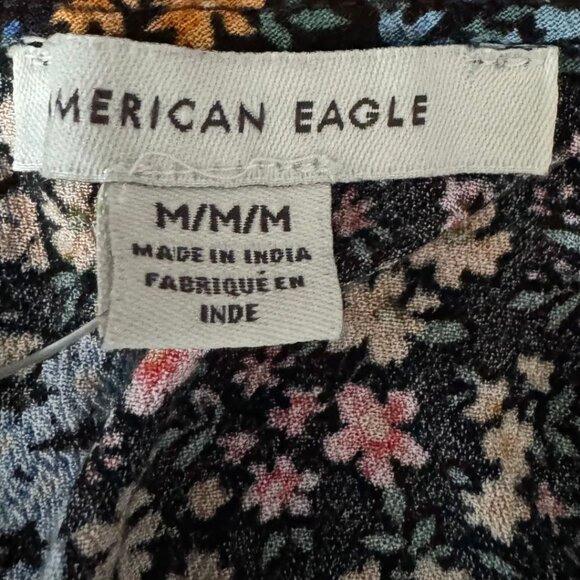 MERICAN EAGLE
M/M/M
MADE IN INDIA
FABRIQUÉ EN
INDE